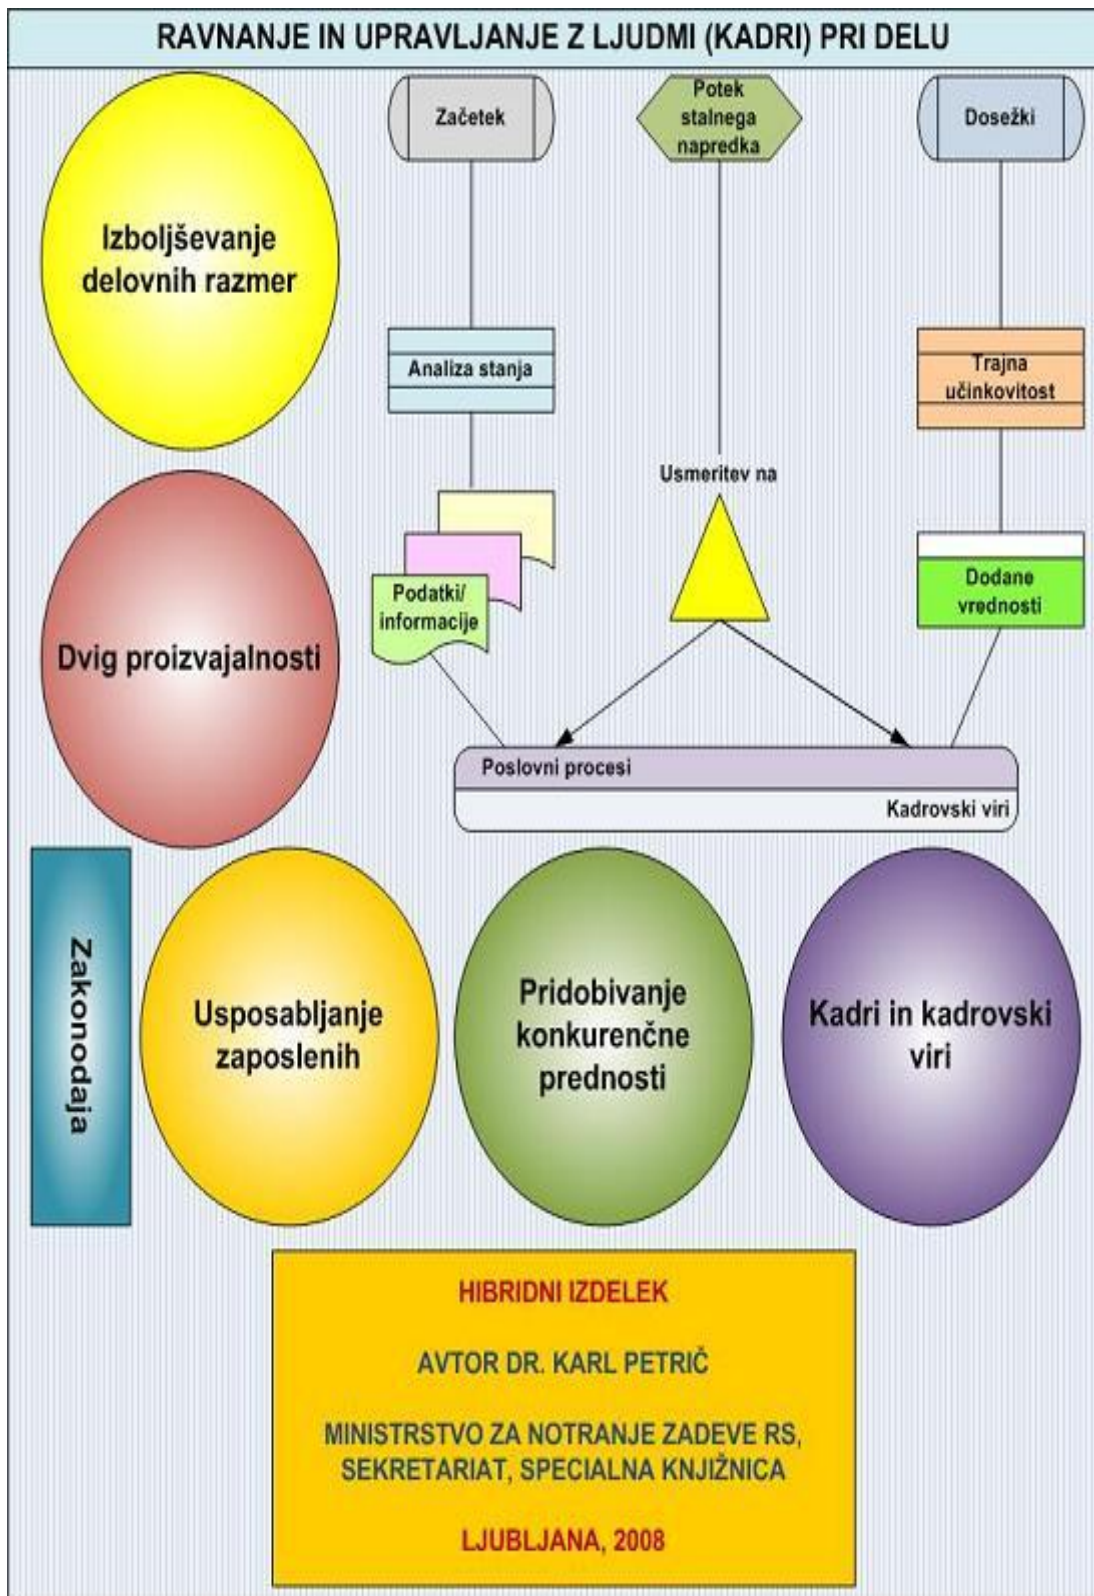 RAVNANJE IN UPRAVLJANJE Z LJUDMI (KADRI) PRI DELU
Izboljševanje
delovnih razmer
Začetek
Potek
stalnega
napredka
Dosežki
Analiza stanja
Trajna
učinkovitost
Usmeritev na
Podatki/
informacije
Dodane
vrednosti
Dvig proizvajalnosti
Poslovni procesi
Kadrovski viri
Zakonodaja
Usposabljanje
zaposlenih
Pridobivanje
konkurenčne
prednosti
Kadri in kadrovski
viri
HIBRIDNI IZDELEK
AVTOR DR. KARL PETRIČ
MINISTRSTVO ZA NOTRANJE ZADEVE RS,
SEKRETARIAT, SPECIALNA KNJIŽNICA
LJUBLJANA, 2008